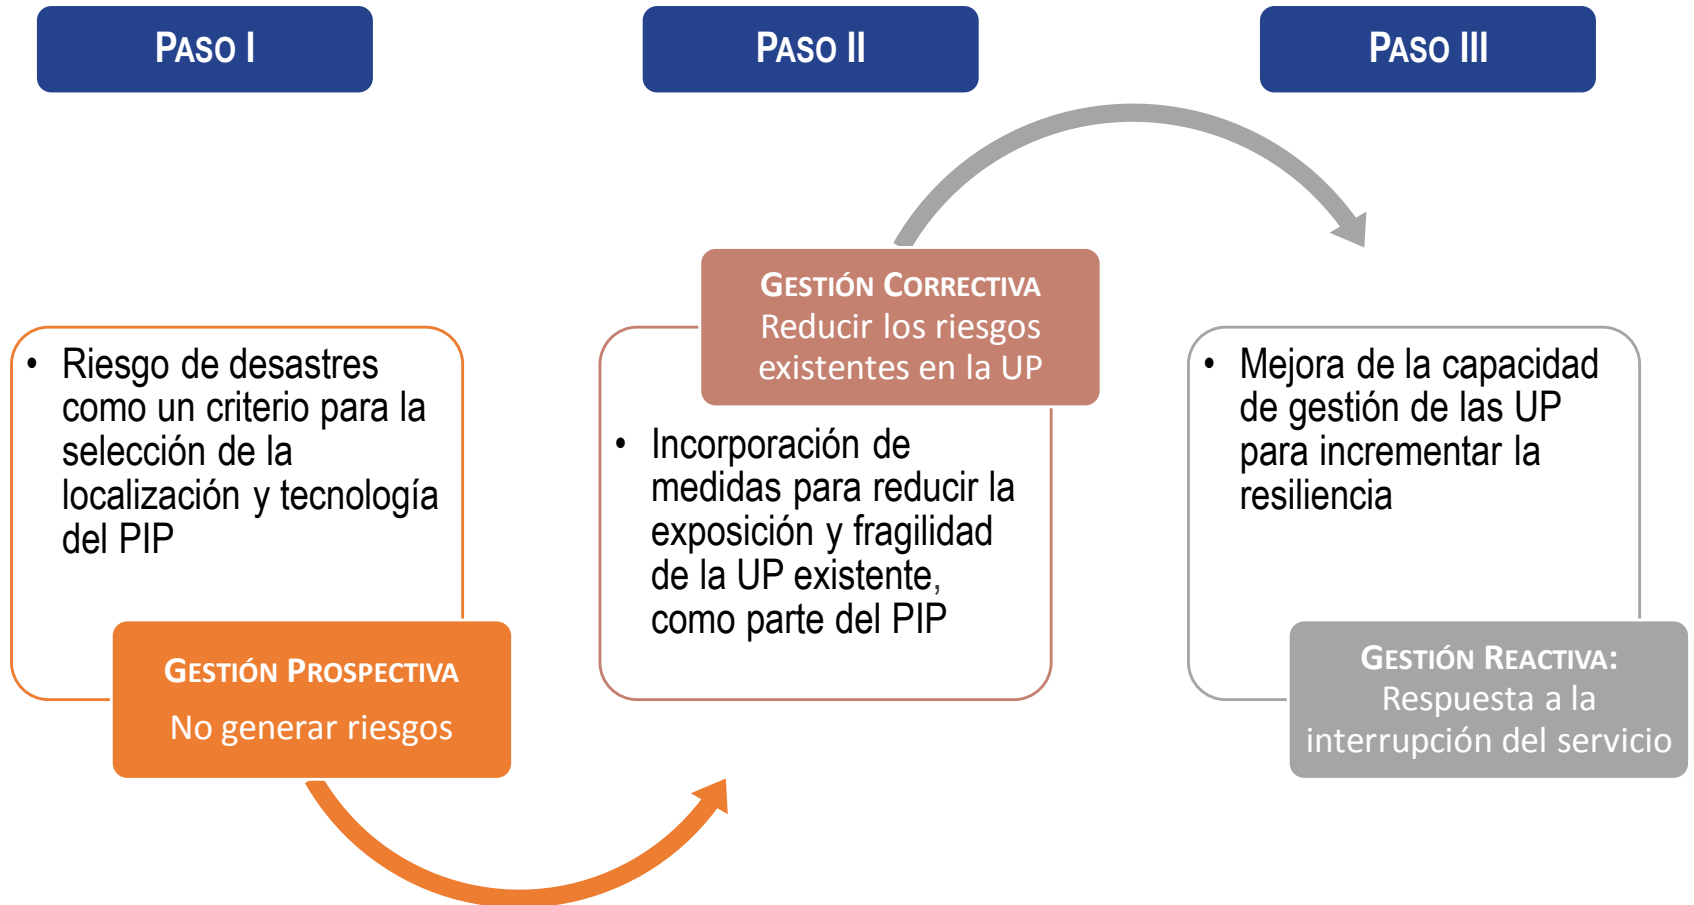 PASO I
PASO II
PASO III
• Riesgo de desastres
como un criterio para la
selección de la
localización y tecnología
del PIP
GESTIÓN PROSPECTIVA
No generar riesgos
GESTIÓN CORRECTIVA
Reducir los riesgos
existentes en la UP
• Incorporación de
medidas para reducir la
exposición y fragilidad
de la UP existente,
como parte del PIP
• Mejora de la capacidad
de gestión de las UP
para incrementar la
resiliencia
GESTIÓN REACTIVA:
Respuesta a la
interrupción del servicio